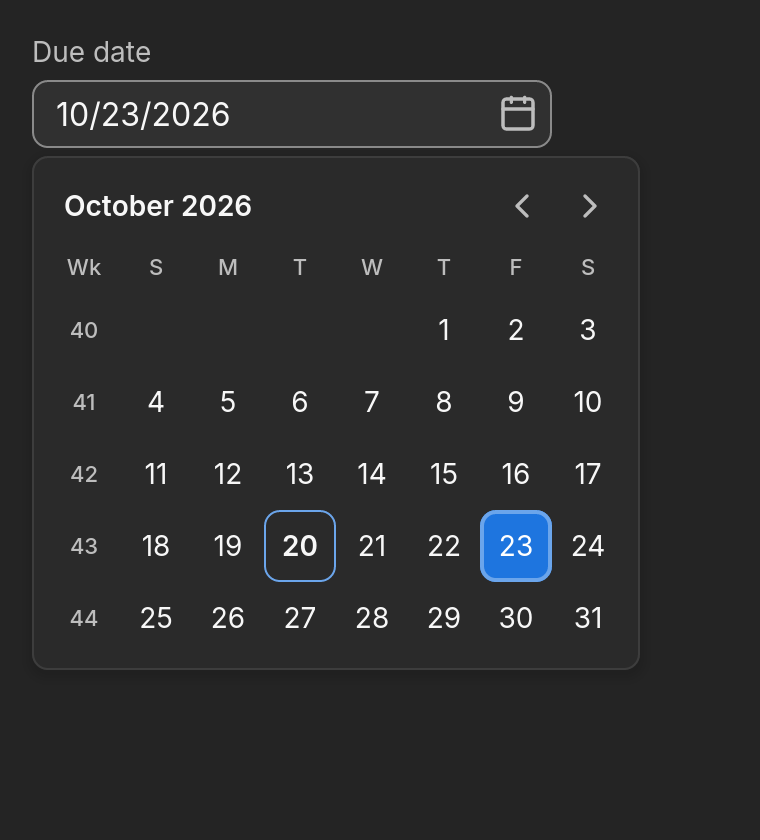 Due date
10/23/2026
October 2026
Wk S M T W T F S
40 1 2 3
41 4 5 6 7 8 9 10
42 11 12 13 14 15 16 17
43 18 19 20 21 22 23 24
44 25 26 27 28 29 30 31